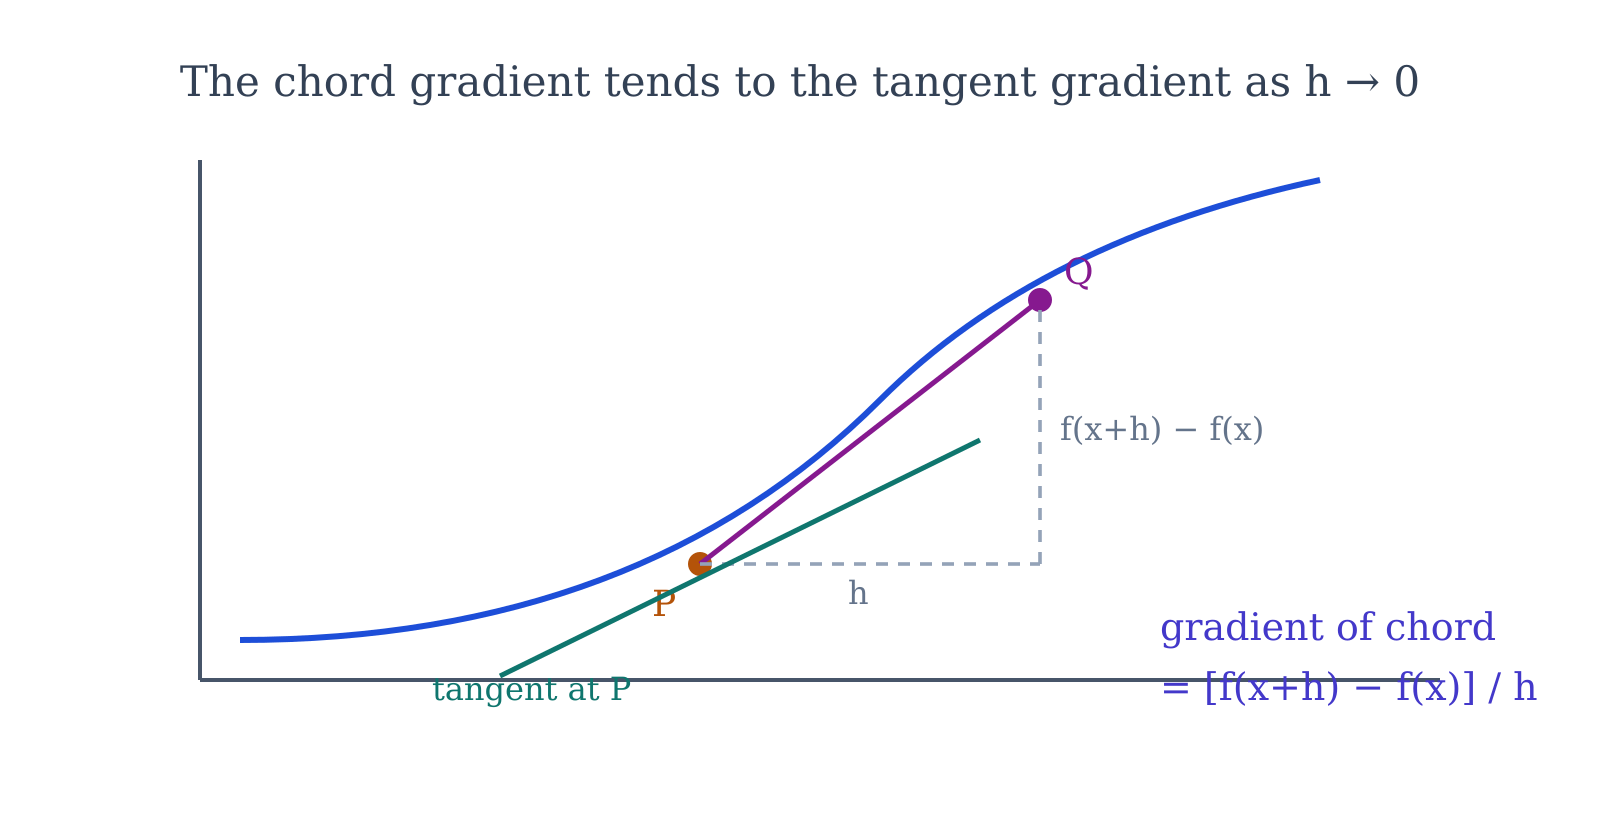 The chord gradient tends to the tangent gradient as h → 0
Q
f(x+h) − f(x)
h
P
gradient of chord
tangent at P
= [f(x+h) − f(x)] / h